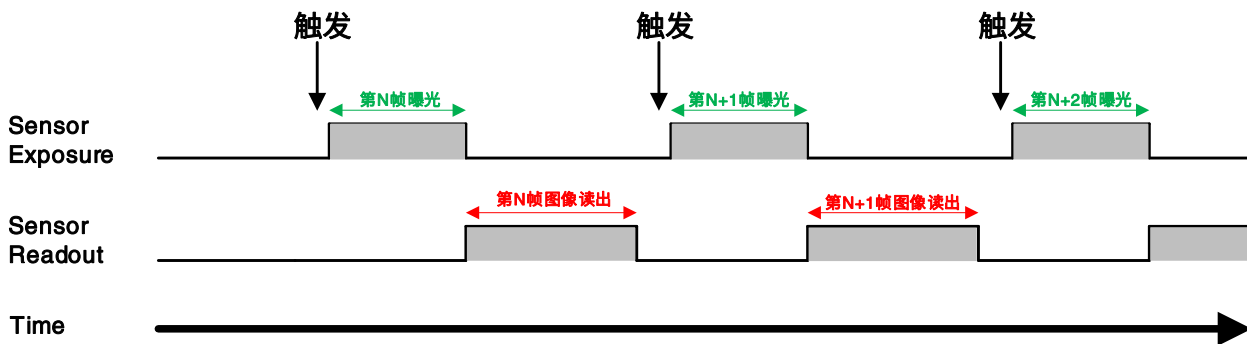 触发
触发
触发
第N帧曝光
第N+1帧曝光
第N+2帧曝光
Sensor
Exposure
第N帧图像读出
第N+1帧图像读出
Sensor
Readout
Time